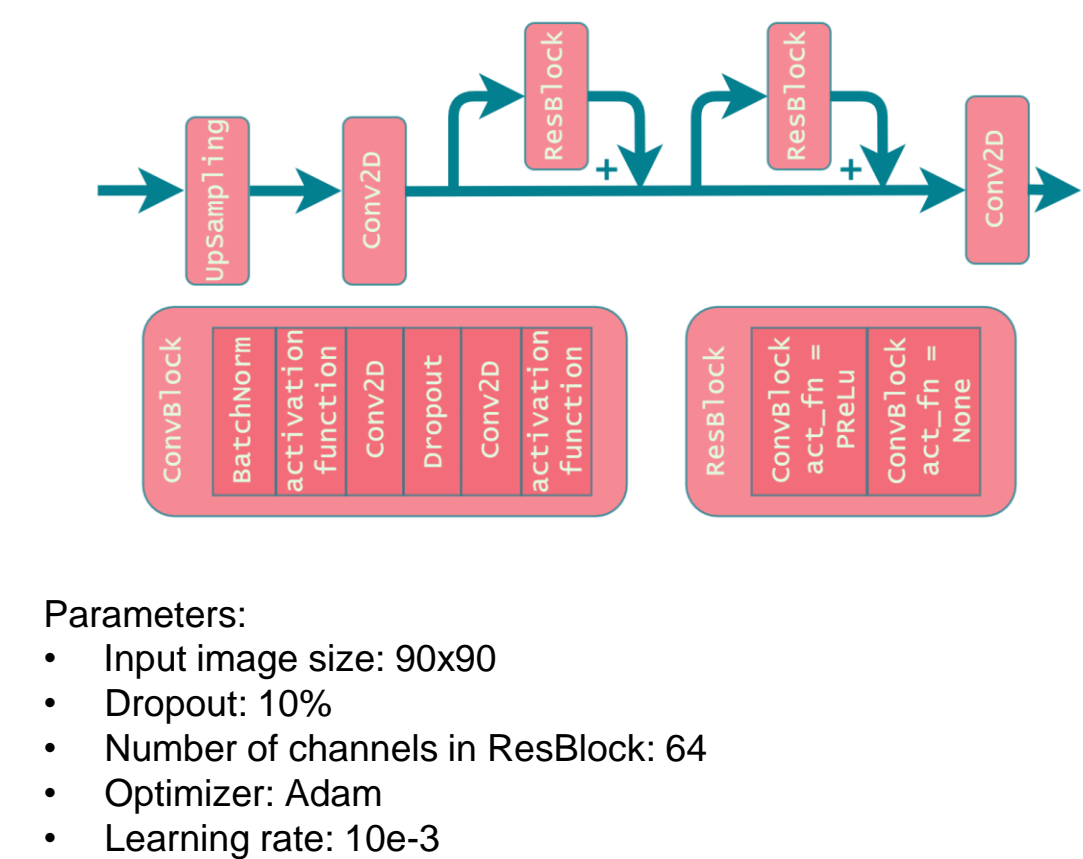 UpSampling
Conv2D
ResBlock
+
ResBlock
+
Conv2D
ConvBlock
BatchNorm
activation
function
Conv2D
Dropout
Conv2D
activation
function
ResBlock
ConvBlock
act_fn =
PReLu
ConvBlock
act_fn =
None
Parameters:
• Input image size: 90x90
• Dropout: 10%
• Number of channels in ResBlock: 64
• Optimizer: Adam
• Learning rate: 10e-3